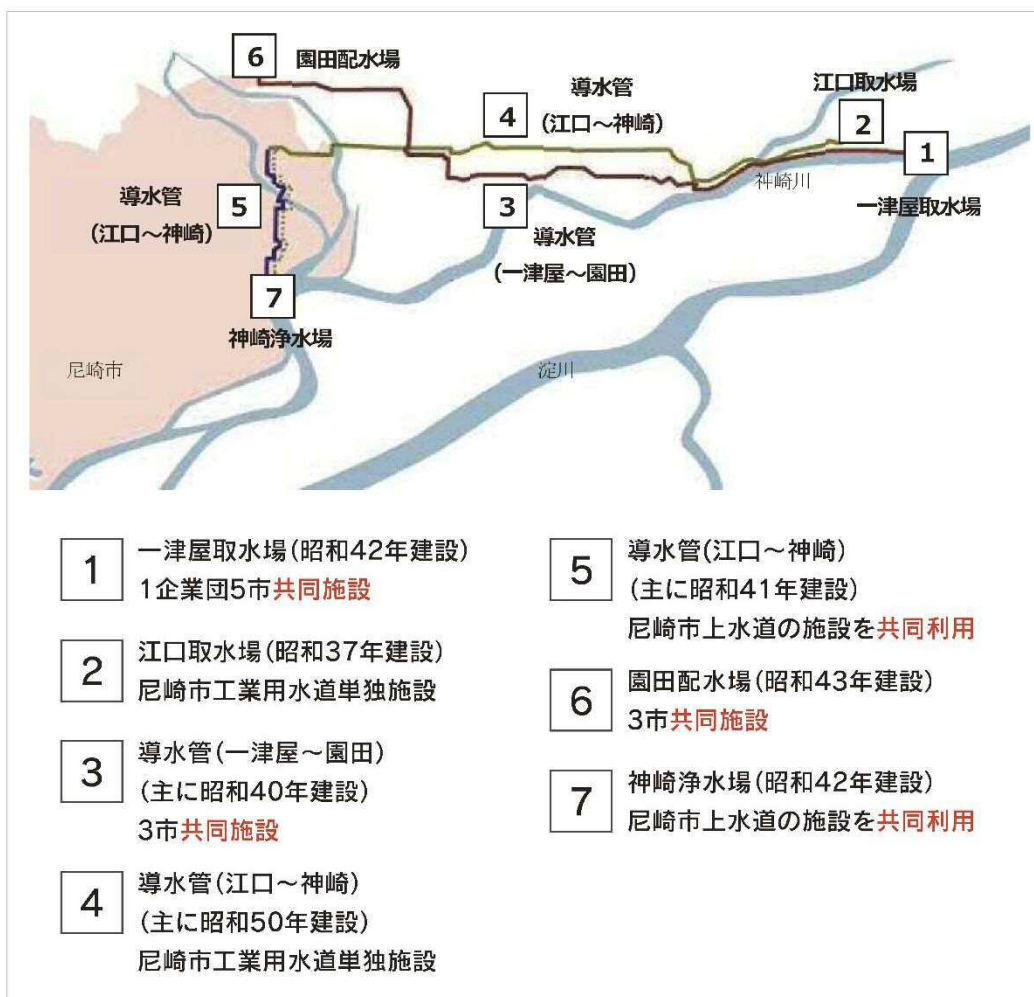 6
園田配水場
導水管
(江口～神崎)
4
江口取水場
2
1
一津屋取水場
神崎川
導水管
(江口～神崎)
5
3
導水管
(一津屋～園田)
7
神崎浄水場
尼崎市
淀川
1
一津屋取水場(昭和42年建設)
1企業団5市共同施設
2
江口取水場(昭和37年建設)
尼崎市工業用水道単独施設
3
導水管(一津屋～園田)
(主に昭和40年建設)
3市共同施設
4
導水管(江口～神崎)
(主に昭和50年建設)
尼崎市工業用水道単独施設
5
導水管(江口～神崎)
(主に昭和41年建設)
尼崎市上水道の施設を共同利用
6
園田配水場(昭和43年建設)
3市共同施設
7
神崎浄水場(昭和42年建設)
尼崎市上水道の施設を共同利用